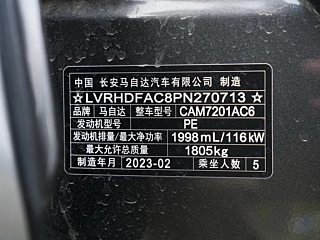 中国 长安马自达汽车有限公司 制造
☆LVRHDFAC8PN270713☆
品牌 马自达 整车型号 CAM7201AC6
发动机型号 PE
发动机排量/最大净功率 1998mL/116kW
最大允许总质量 1805kg
制造年月 2023-02 乘坐人数 5